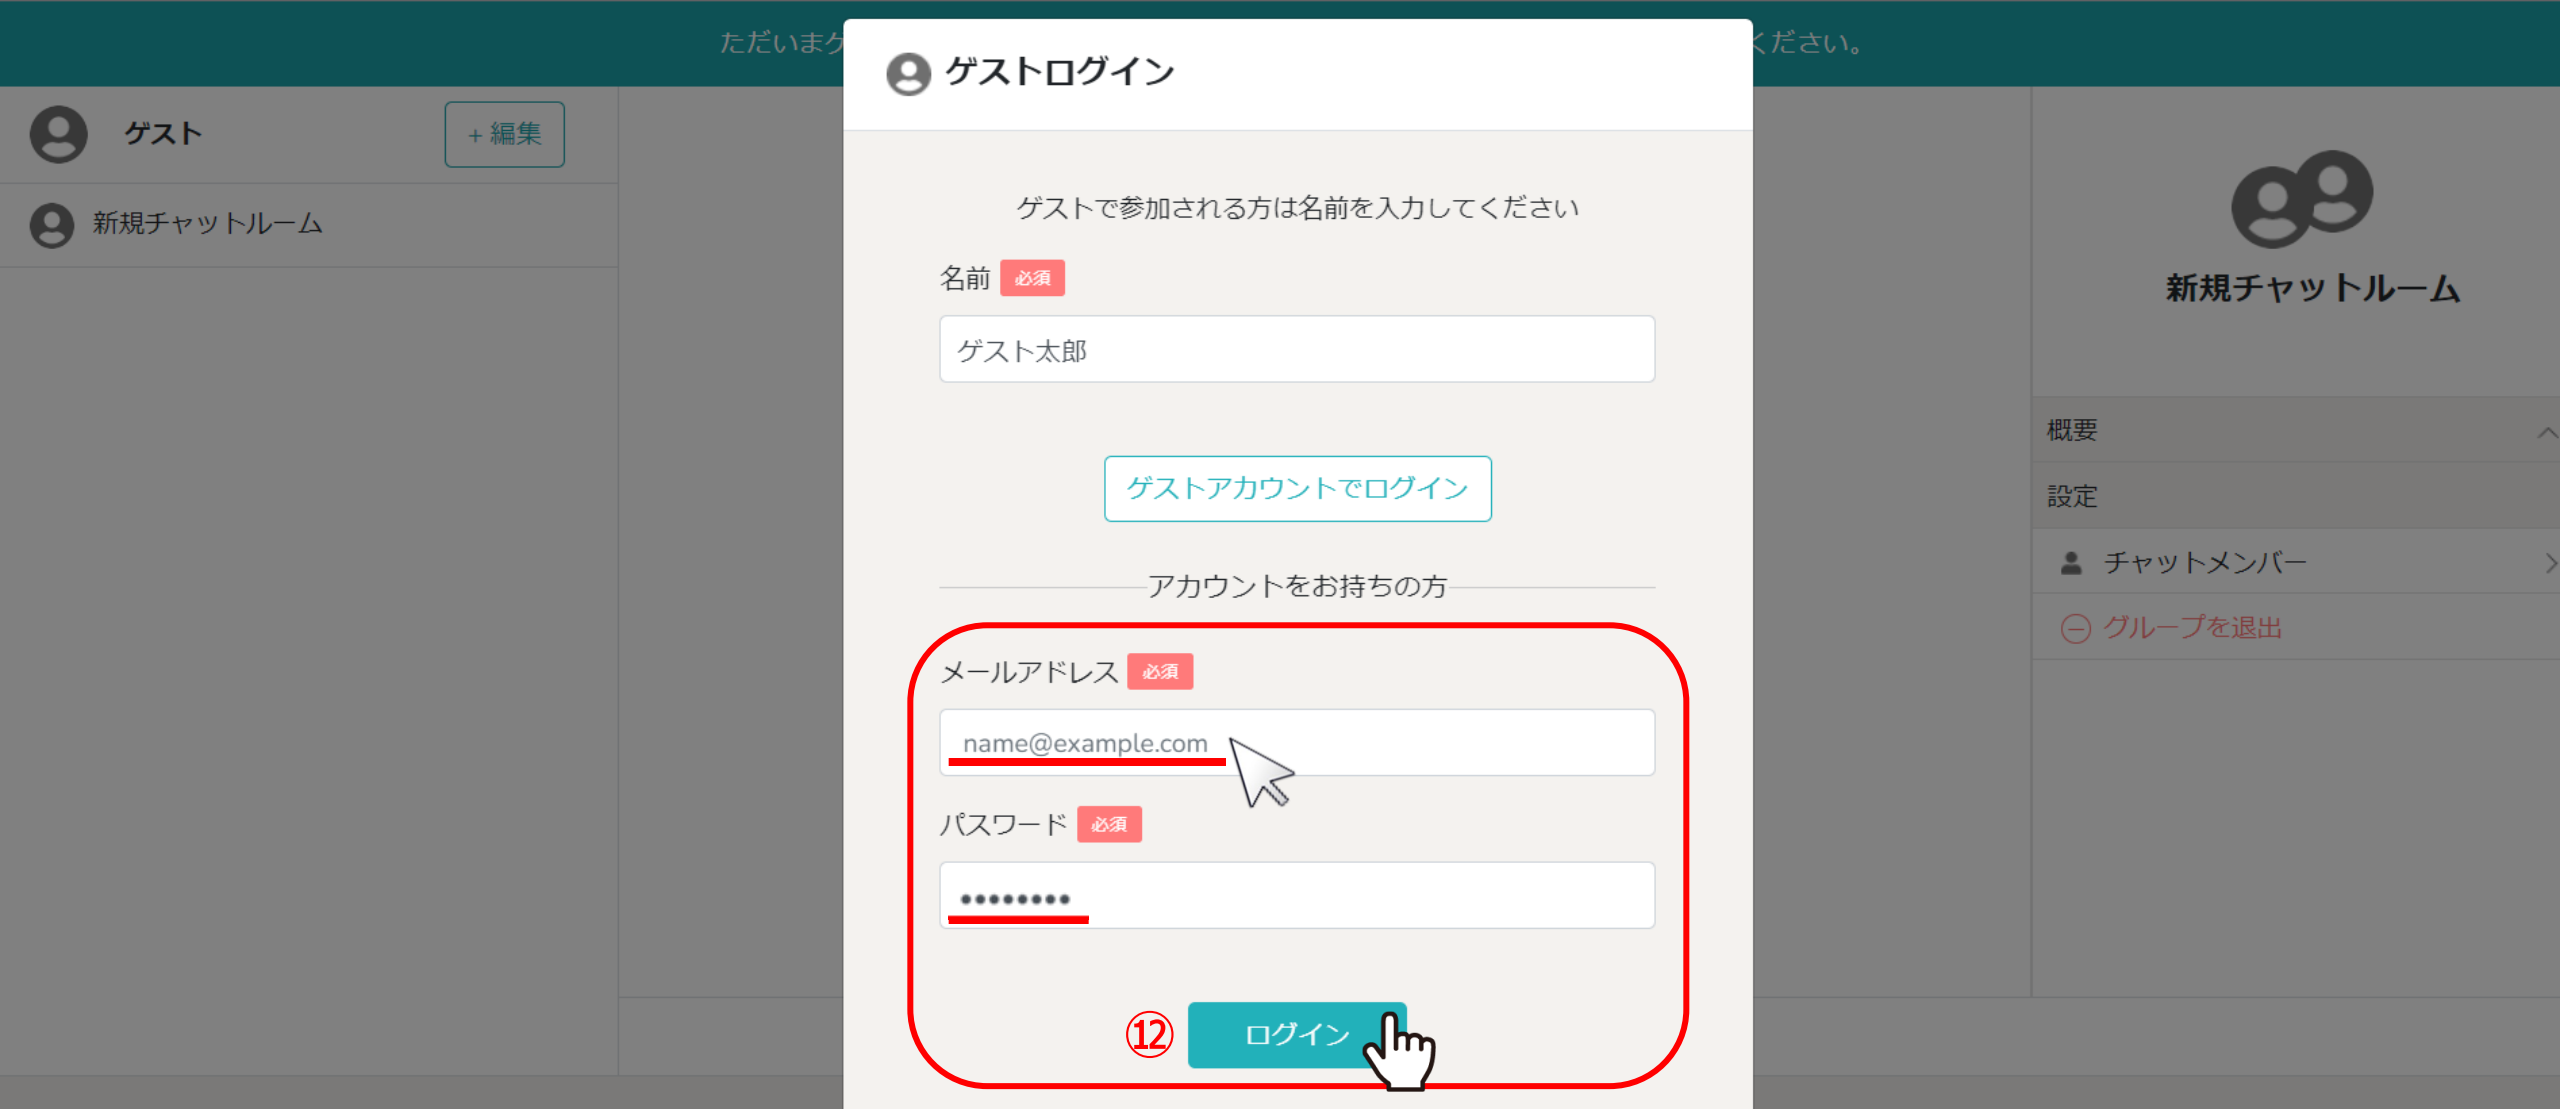 ただいまゲ
ください。
ゲスト
+ 編集
新規チャットルーム
ゲストログイン
ゲストで参加される方は名前を入力してください
名前 必須
ゲスト太郎
ゲストアカウントでログイン
アカウントをお持ちの方
メールアドレス 必須
name@example.com
パスワード 必須
••••••••
⑫ ログイン
新規チャットルーム
概要
設定
チャットメンバー
グループを退出